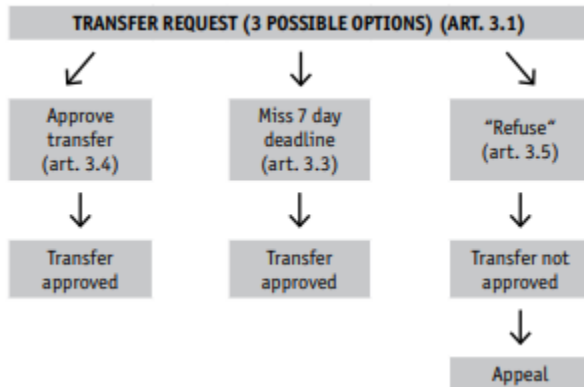 TRANSFER REQUEST (3 POSSIBLE OPTIONS) (ART. 3.1)
Approve
transfer
(art. 3.4)
Miss 7 day
deadline
(art. 3.3)
"Refuse"
(art. 3.5)
Transfer
approved
Transfer
approved
Transfer not
approved
Appeal